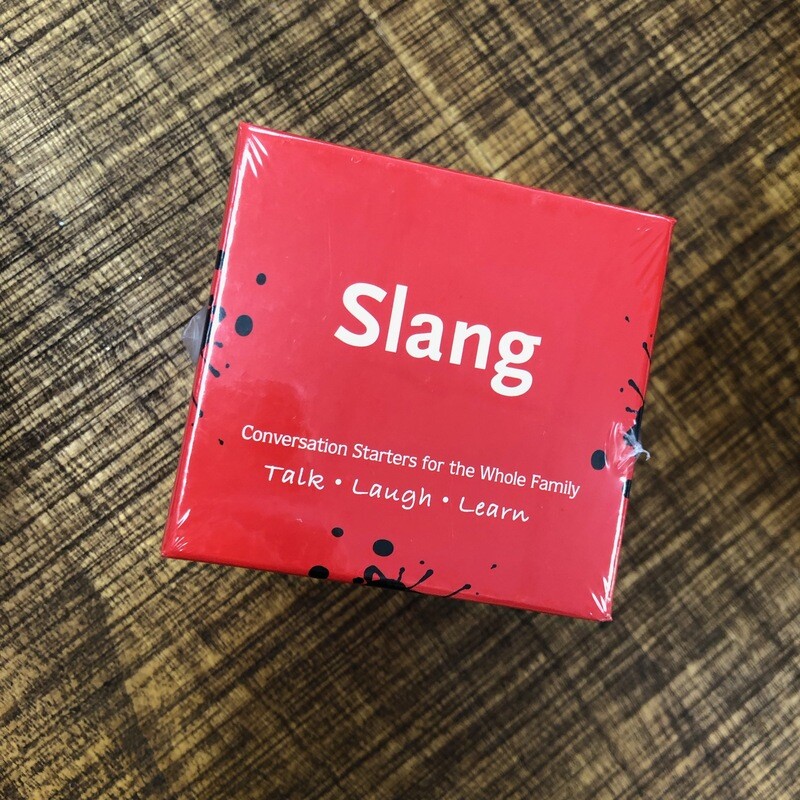 Slang
Conversation Starters for the Whole Family
Talk • Laugh • Learn